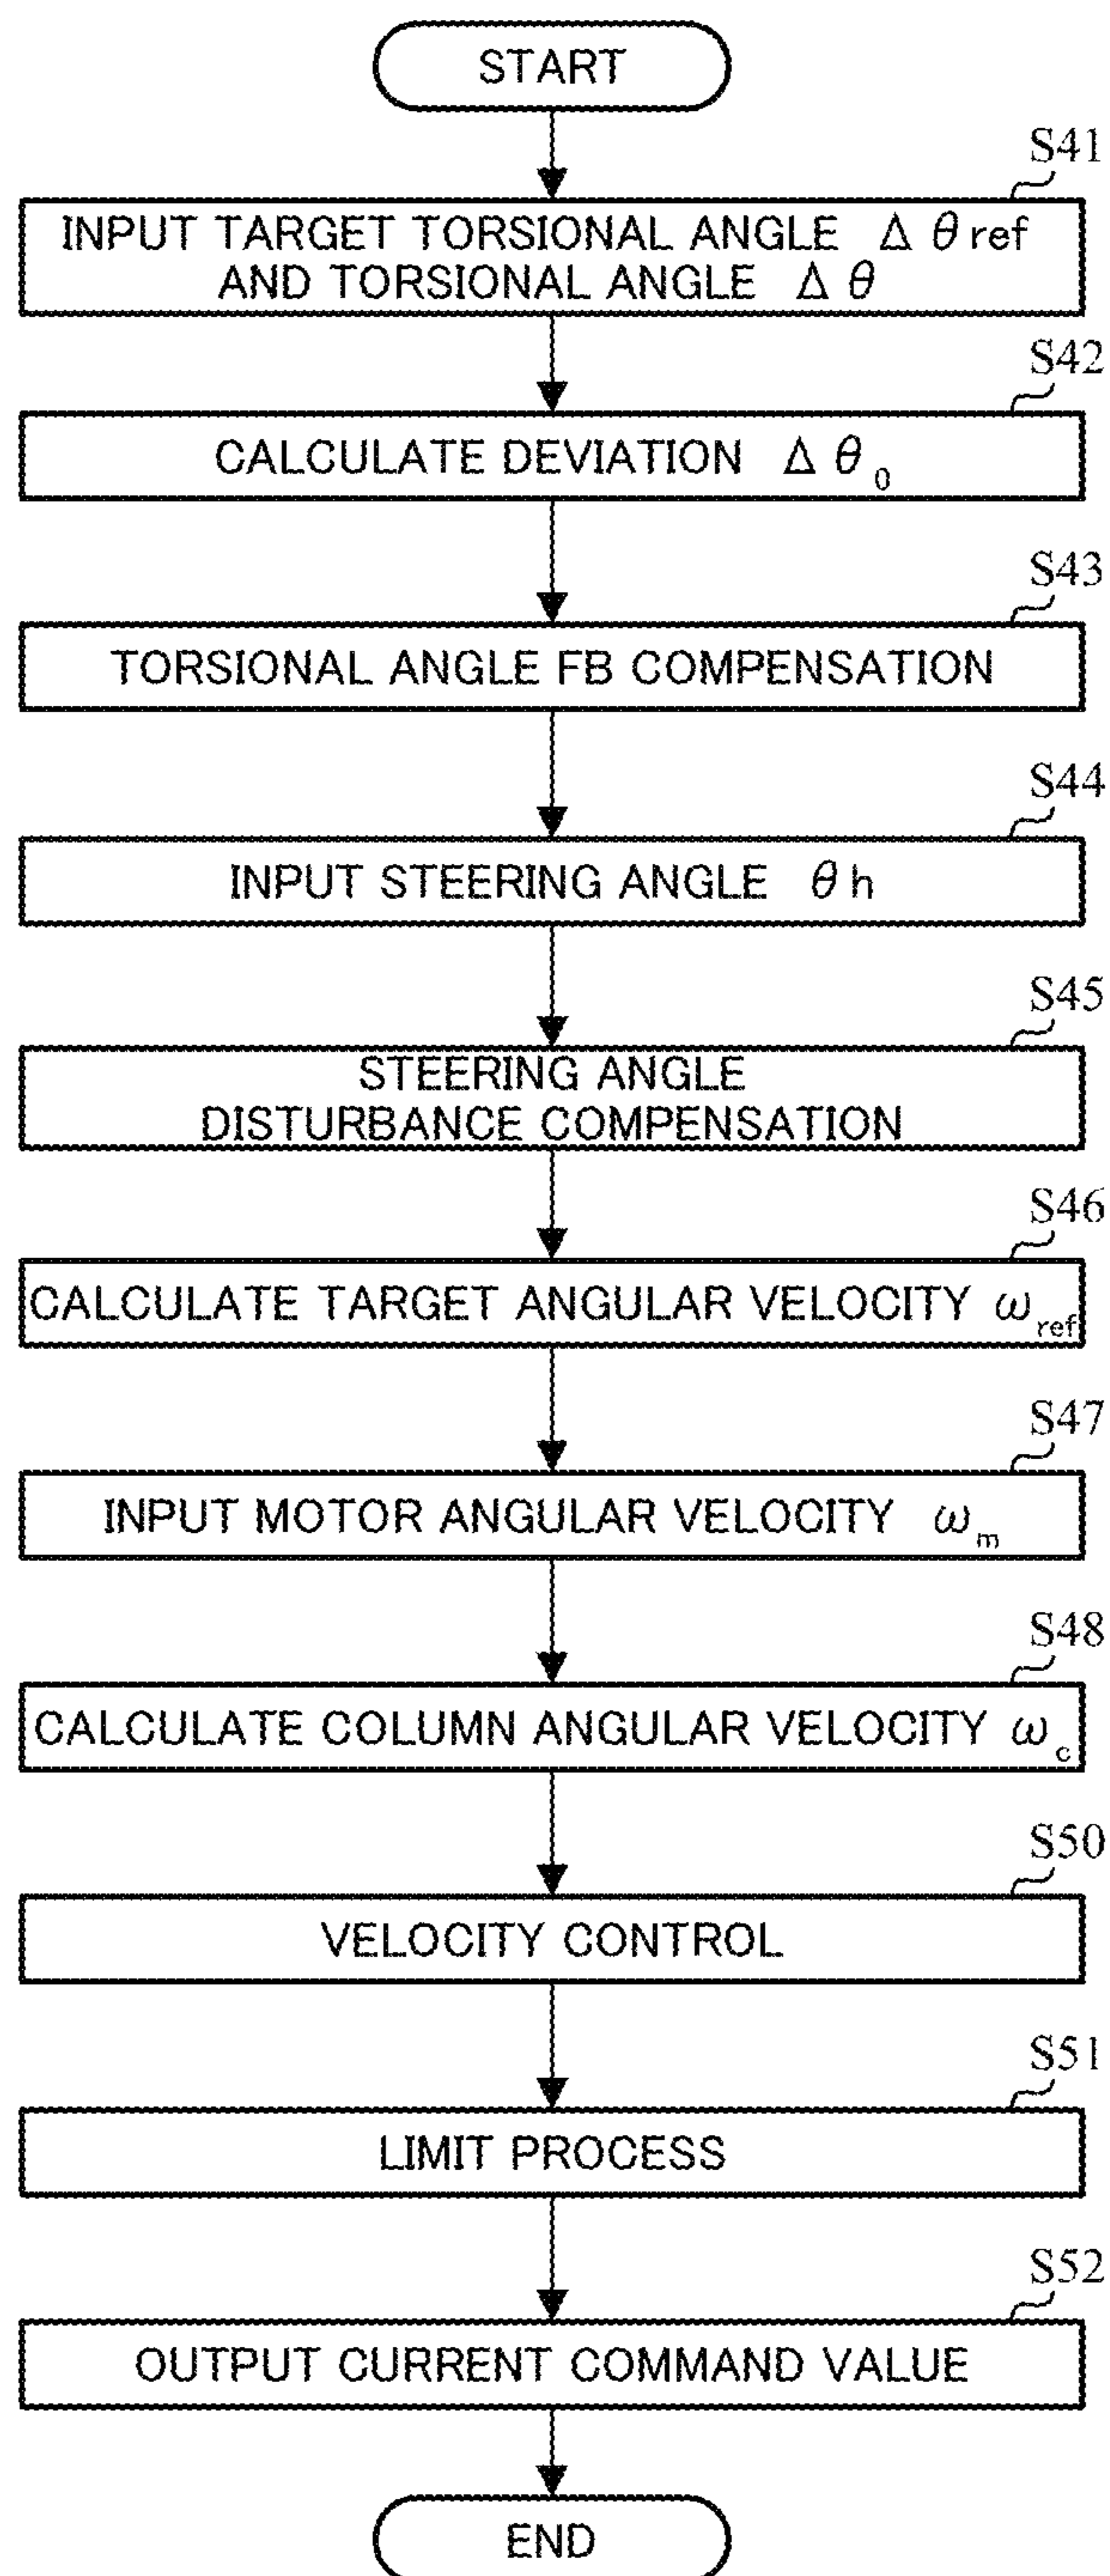 START
S41
INPUT TARGET TORSIONAL ANGLE Δθref
AND TORSIONAL ANGLE Δθ
S42
CALCULATE DEVIATION Δθ0
S43
TORSIONAL ANGLE FB COMPENSATION
S44
INPUT STEERING ANGLE θh
S45
STEERING ANGLE
DISTURBANCE COMPENSATION
S46
CALCULATE TARGET ANGULAR VELOCITY ωref
S47
INPUT MOTOR ANGULAR VELOCITY ωm
S48
CALCULATE COLUMN ANGULAR VELOCITY ωc
S50
VELOCITY CONTROL
S51
LIMIT PROCESS
S52
OUTPUT CURRENT COMMAND VALUE
END